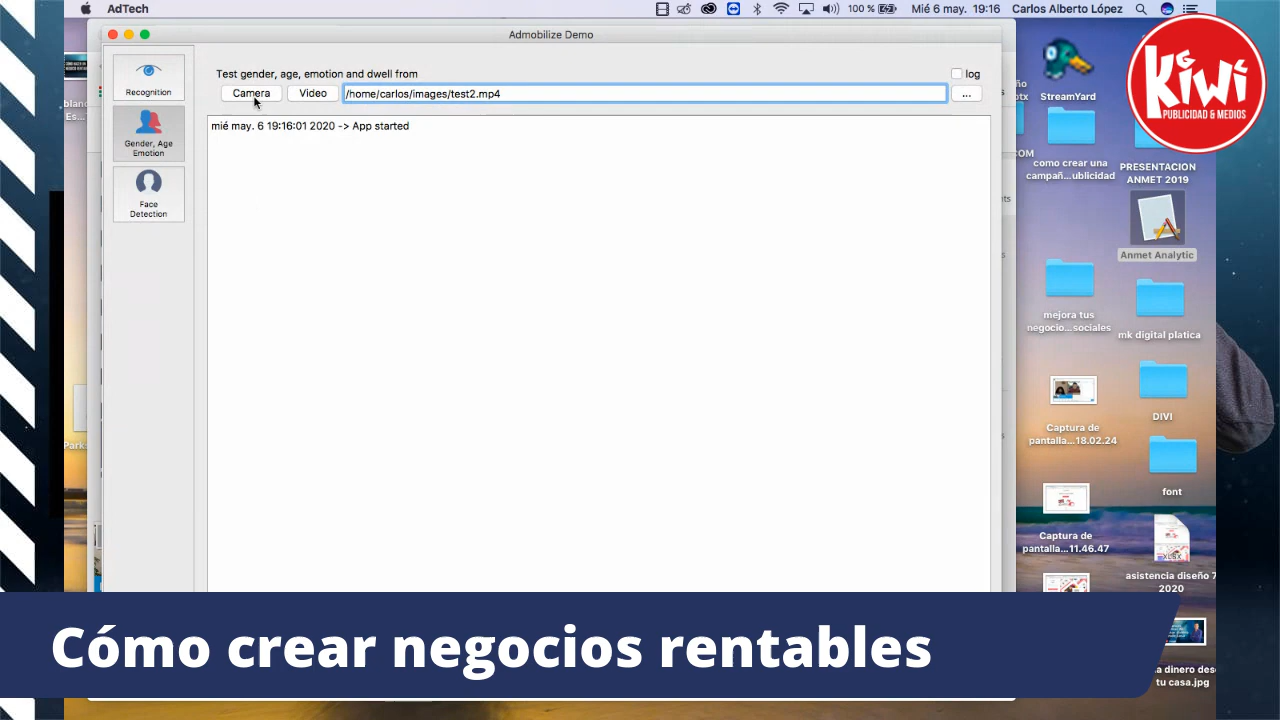 AdTech
100 %
Mié 6 may. 19:16
Carlos Alberto López
Admobilize Demo
Recognition
Gender, Age
Emotion
Face
Detection
Test gender, age, emotion and dwell from
log
Camera
Video
/home/carlos/images/test2.mp4
...
mié may. 6 19:16:01 2020 -> App started
KIWI
G
PUBLICIDAD & MEDIOS
StreamYard
como crear una
campañ...ublicidad
PRESENTACION
ANMET 2019
Anmet Analytic
mejora tus
negocio...sociales
mk digital platica
Captura de
pantalla...18.02.24
DIVI
font
Captura de
pantalla...11.46.47
XLSX
asistencia diseño 7
2020
a dinero des
tu casa.jpg
Cómo crear negocios rentables